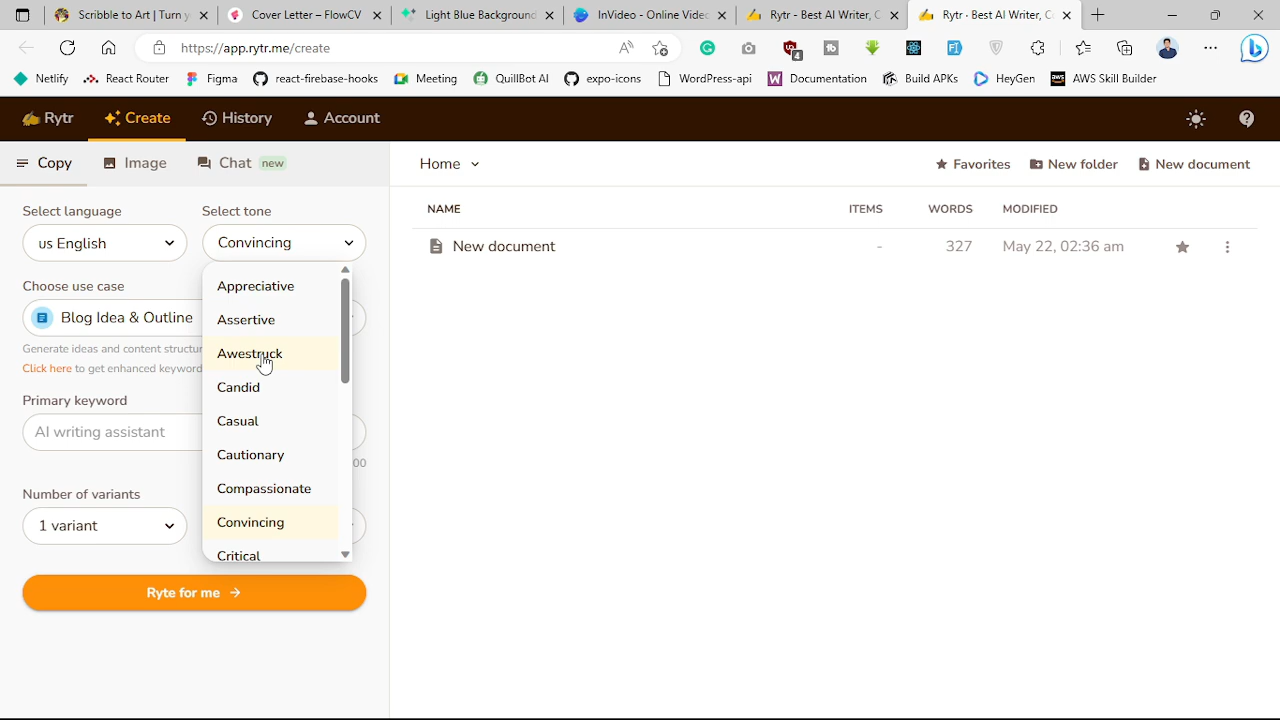 Scribble to Art | Turn y
Cover Letter – FlowCV
Light Blue Background
InVideo - Online Video
Rytr - Best AI Writer, C
Rytr - Best AI Writer, C
https://app.rytr.me/create
4
Netlify
React Router
Figma
react-firebase-hooks
Meeting
QuillBot AI
expo-icons
WordPress-api
Documentation
Build APKs
HeyGen
aws AWS Skill Builder
Rytr
Create
History
Account
Copy
Image
Chat new
Home
Favorites
New folder
New document
Select language
Select tone
us English
Convincing
Choose use case
Blog Idea & Outline
Generate ideas and content structur
Click here to get enhanced keyword
Primary keyword
AI writing assistant
00
Number of variants
1 variant
Ryte for me →
Appreciative
Assertive
Awestruck
Candid
Casual
Cautionary
Compassionate
Convincing
Critical
NAME ITEMS WORDS MODIFIED
New document - 327 May 22, 02:36 am